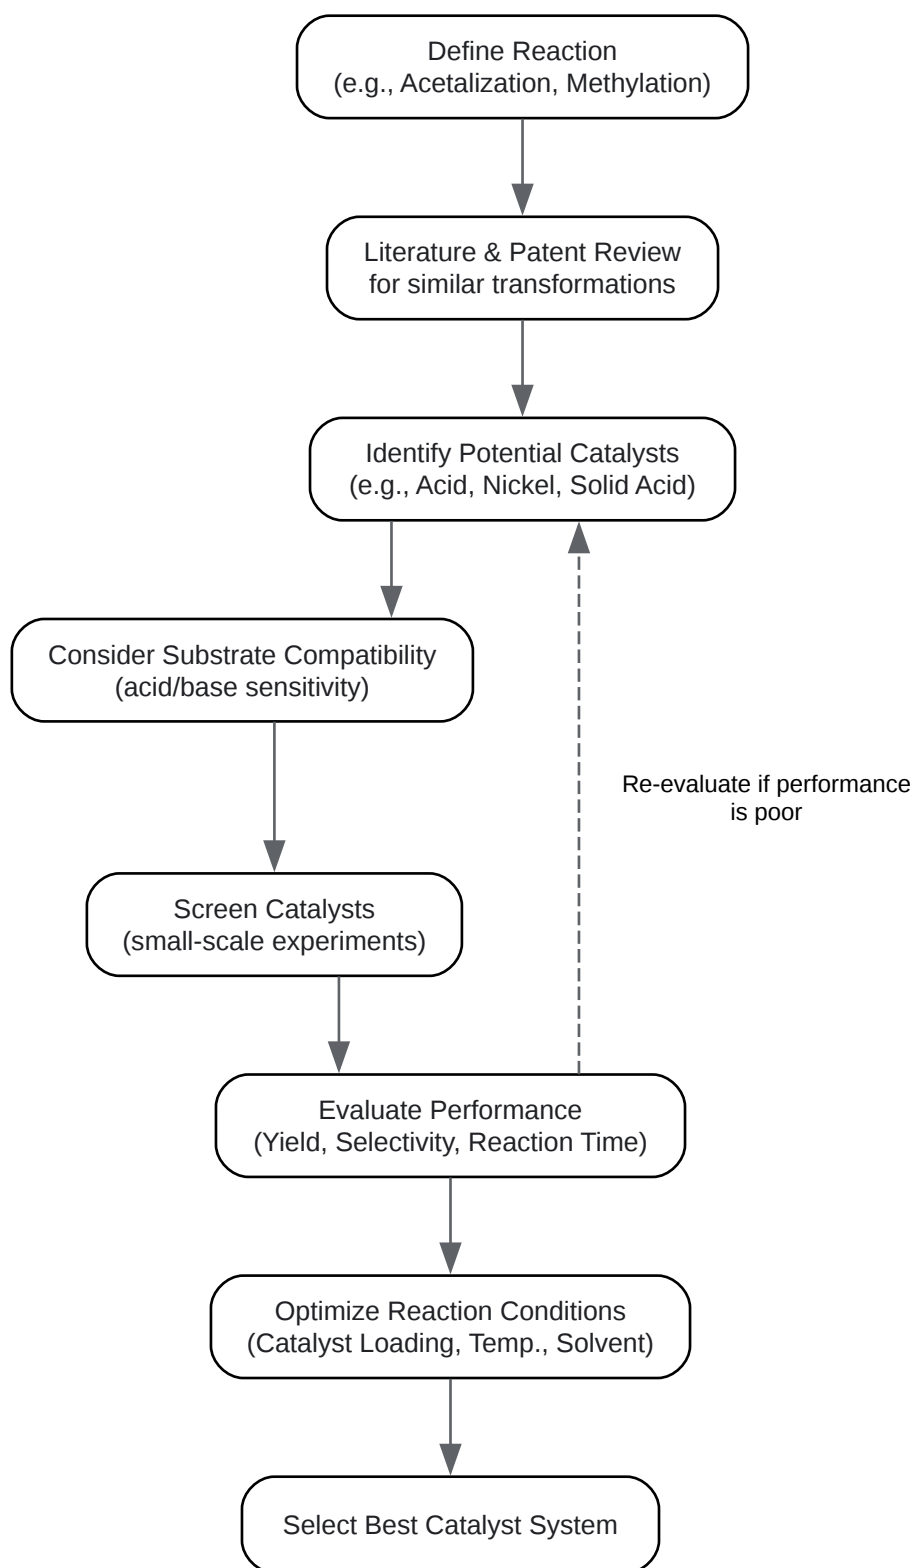 Define Reaction
(e.g., Acetalization, Methylation)
Literature & Patent Review
for similar transformations
Identify Potential Catalysts
(e.g., Acid, Nickel, Solid Acid)
Consider Substrate Compatibility
(acid/base sensitivity)
Re-evaluate if performance
is poor
Screen Catalysts
(small-scale experiments)
Evaluate Performance
(Yield, Selectivity, Reaction Time)
Optimize Reaction Conditions
(Catalyst Loading, Temp., Solvent)
Select Best Catalyst System